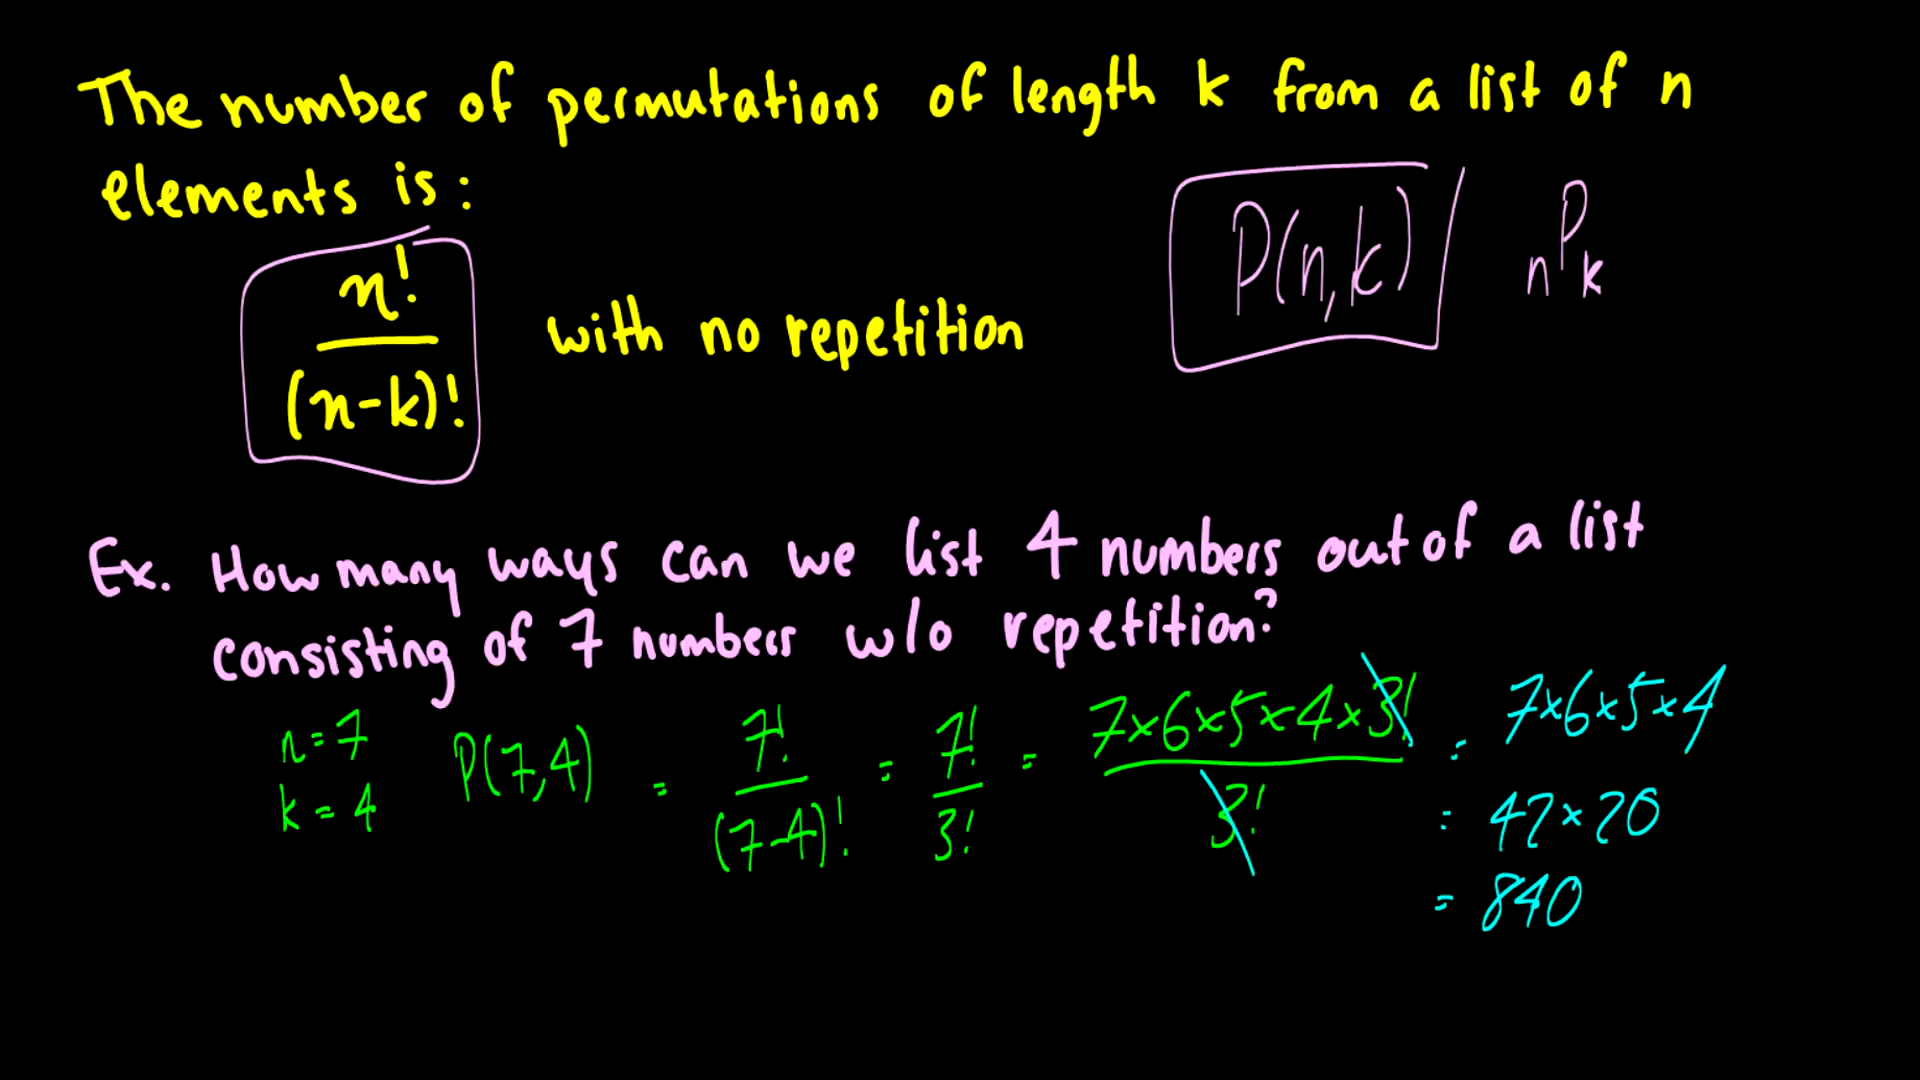 The number of permutations of length k from a list of n
elements is:
P(n,k) / nPk
n!
/(n-k)! with no repetition
Ex. How many ways can we list 4 numbers out of a list
consisting of 7 numbers w/o repetition?
n=7
k=4
P(7,4) = 7!/(7-4)! = 7!/3! = 7×6×5×4×3!/3! = 7×6×5×4
= 42×20
= 840